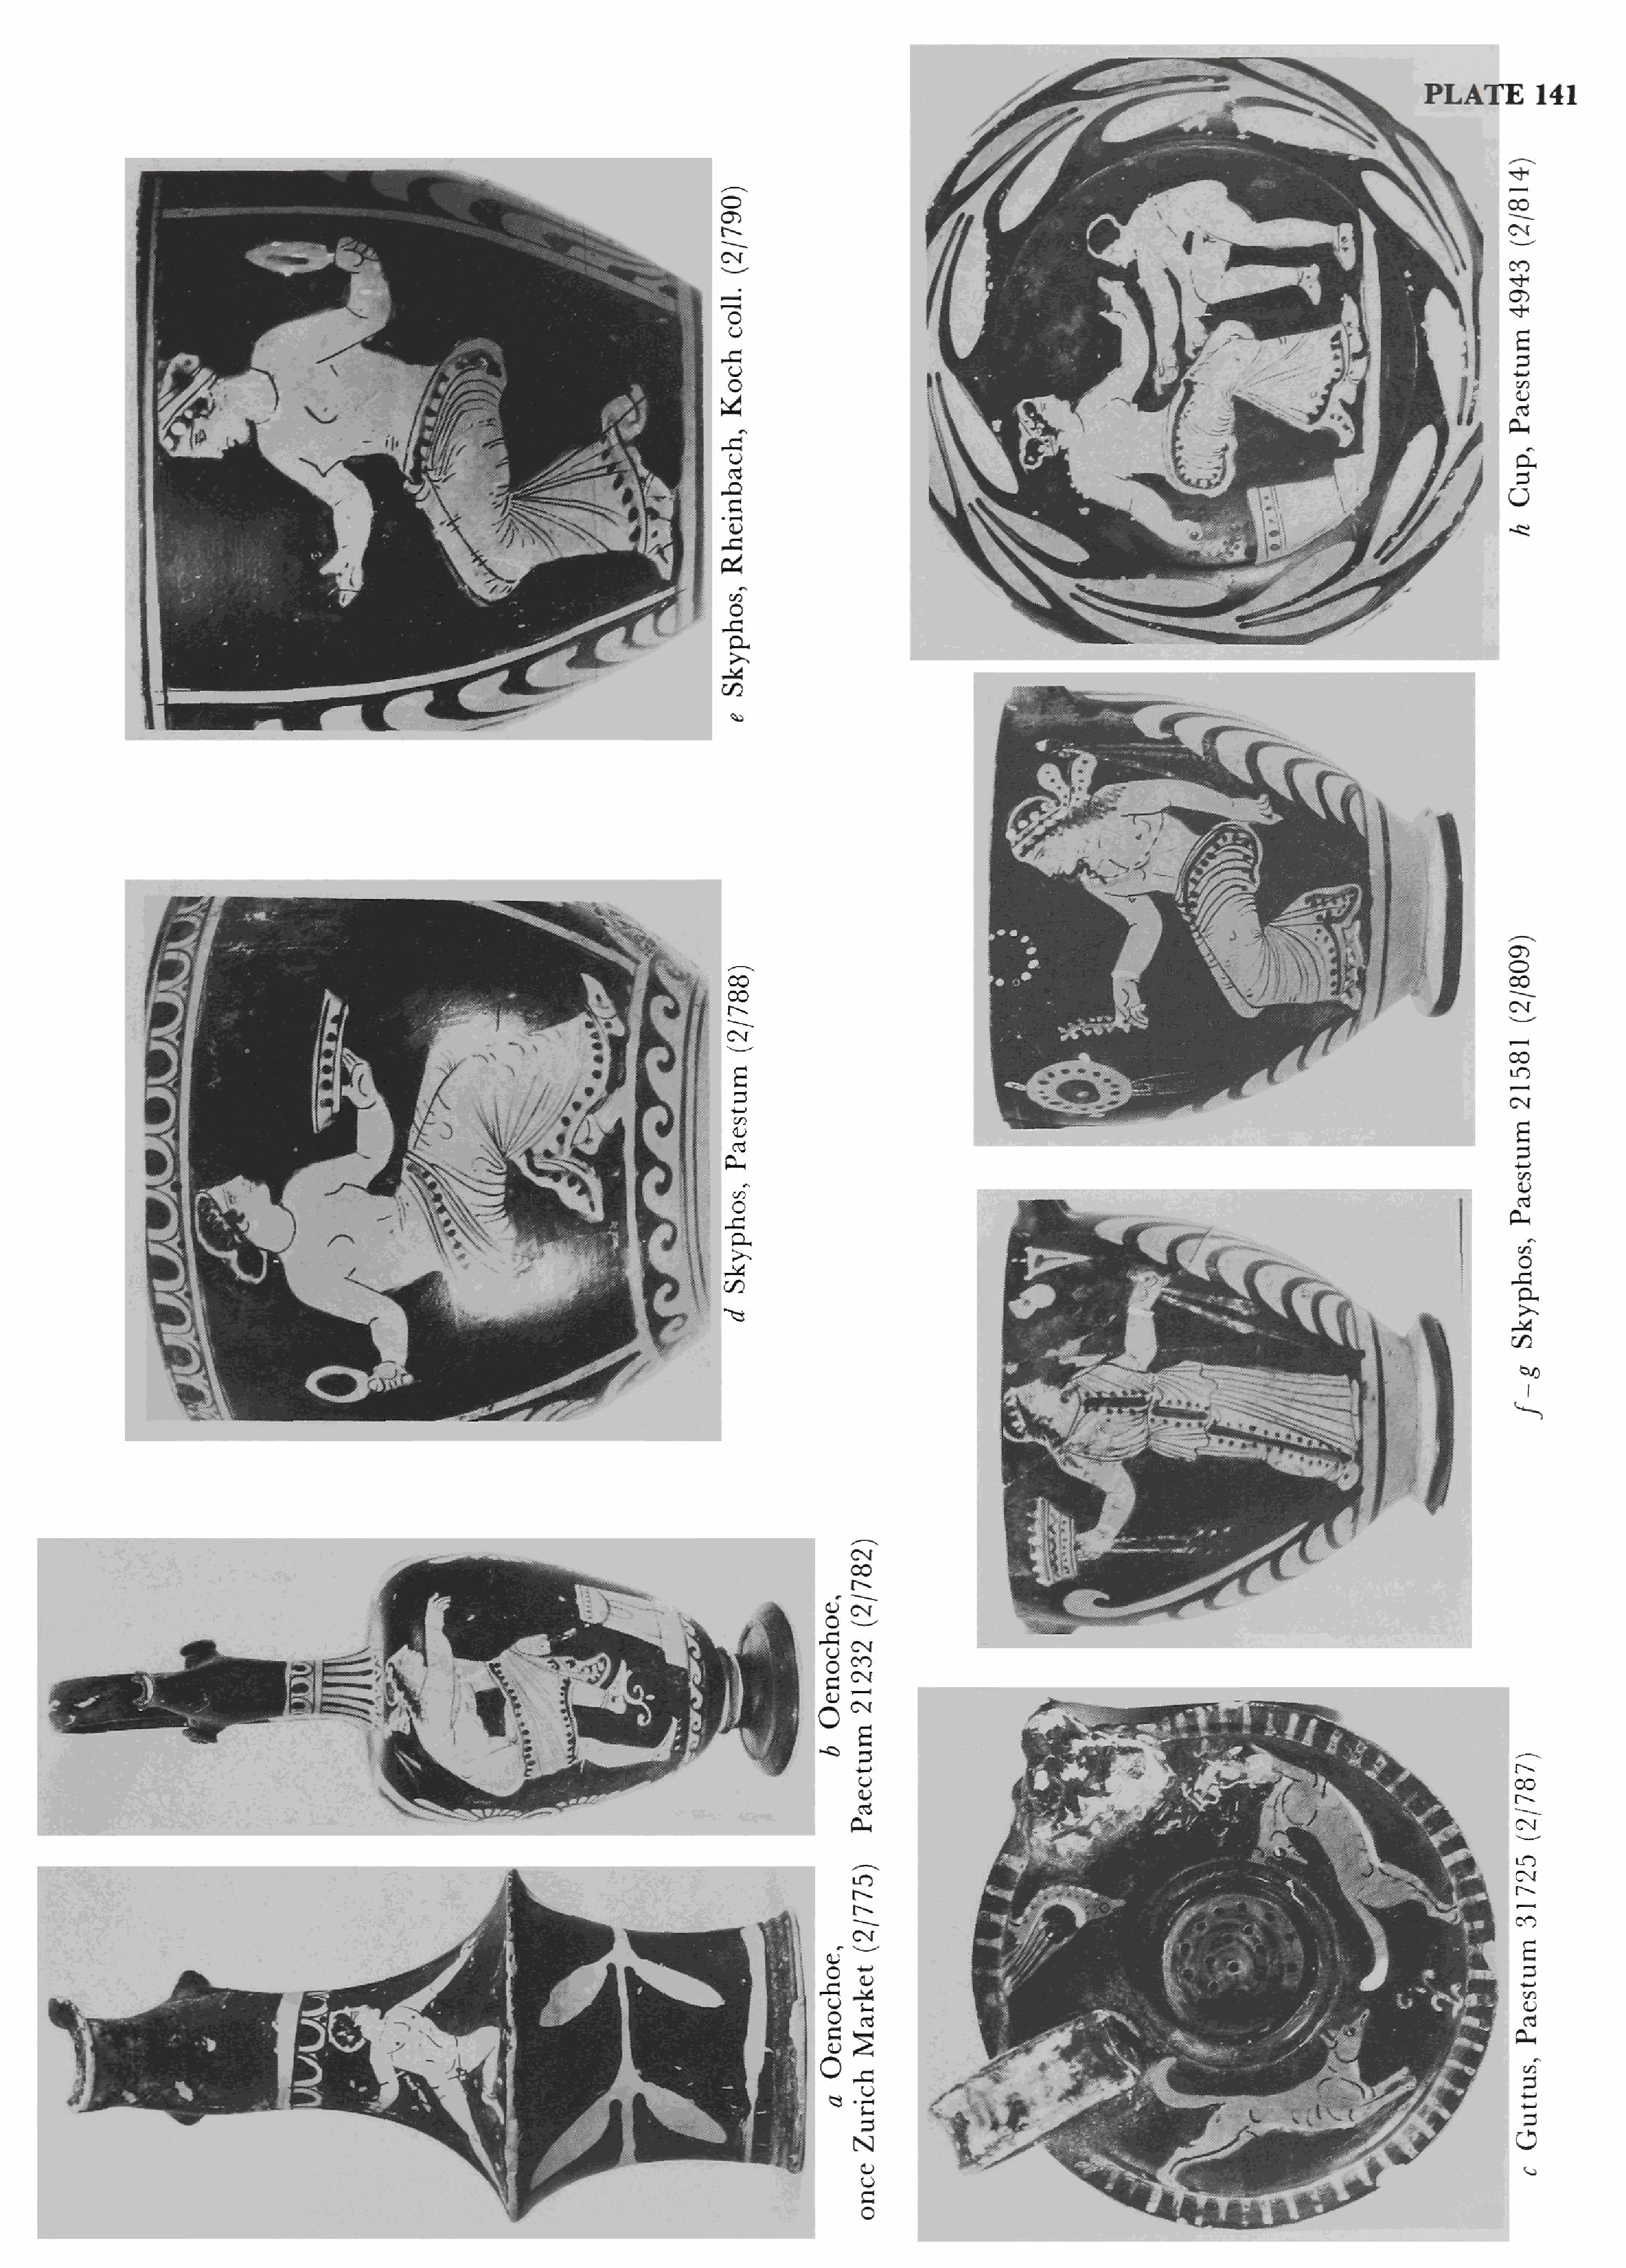 PLATE 141
a Oenochoe,
once Zurich Market (2/775)
b Oenochoe,
Paectum 21232 (2/782)
d Skyphos, Paestum (2/788)
e Skyphos, Rheinbach, Koch coll. (2/790)
c Guttus, Paestum 31725 (2/787)
f – g Skyphos, Paestum 21581 (2/809)
h Cup, Paestum 4943 (2/814)